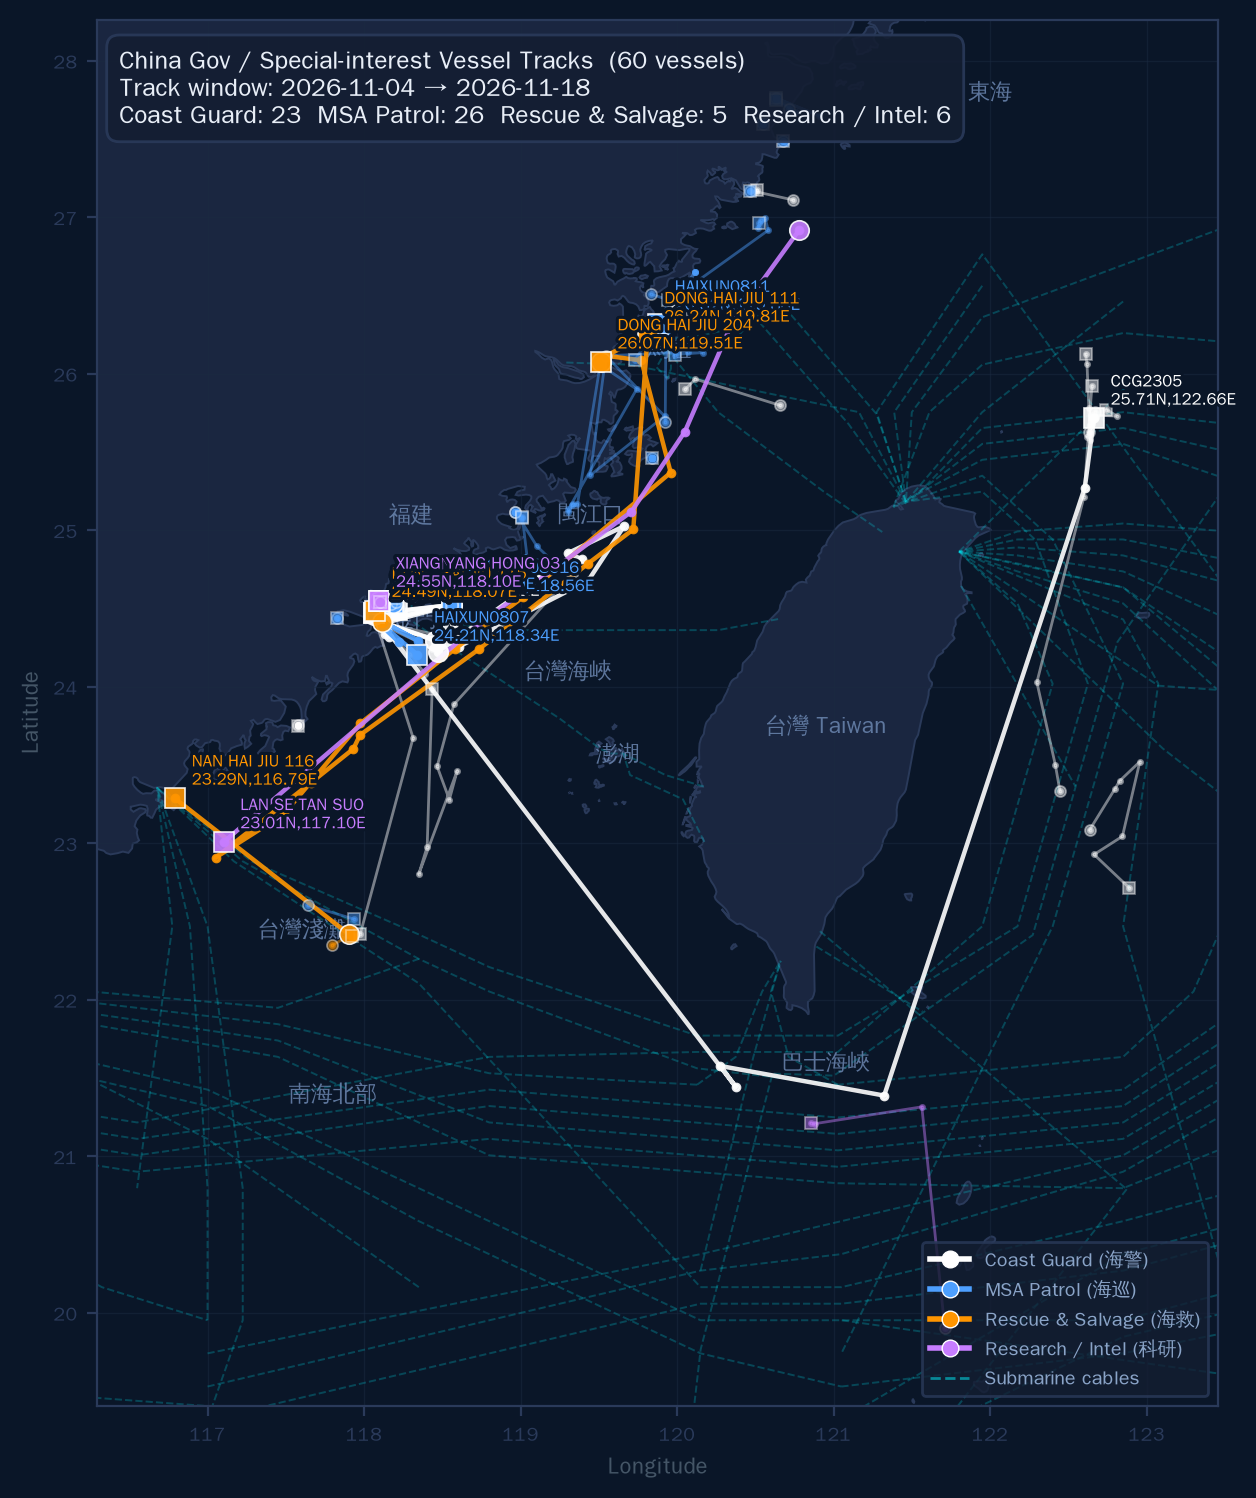 China Gov / Special-interest Vessel Tracks (60 vessels)
Track window: 2026-11-04 → 2026-11-18
Coast Guard: 23 MSA Patrol: 26 Rescue & Salvage: 5 Research / Intel: 6
東海
HAIXUN0811
DONG HAI JIU 111
26.24N,119.81E
DONG HAI JIU 204
26.07N,119.51E
CCG2305
25.71N,122.66E
福建
閩江口
XIANG YANG HONG 03
24.55N,118.10E
24.49N,118.07E
HAIXUN0807
24.21N,118.34E
台灣海峽
台灣 Taiwan
澎湖
NAN HAI JIU 116
23.29N,116.79E
LAN SE TAN SUO
23.01N,117.10E
台灣淺灘
巴士海峽
南海北部
Coast Guard (海警)
MSA Patrol (海巡)
Rescue & Salvage (海救)
Research / Intel (科研)
Submarine cables
Latitude
28
27
26
25
24
23
22
21
20
117
118
119
120
121
122
123
Longitude